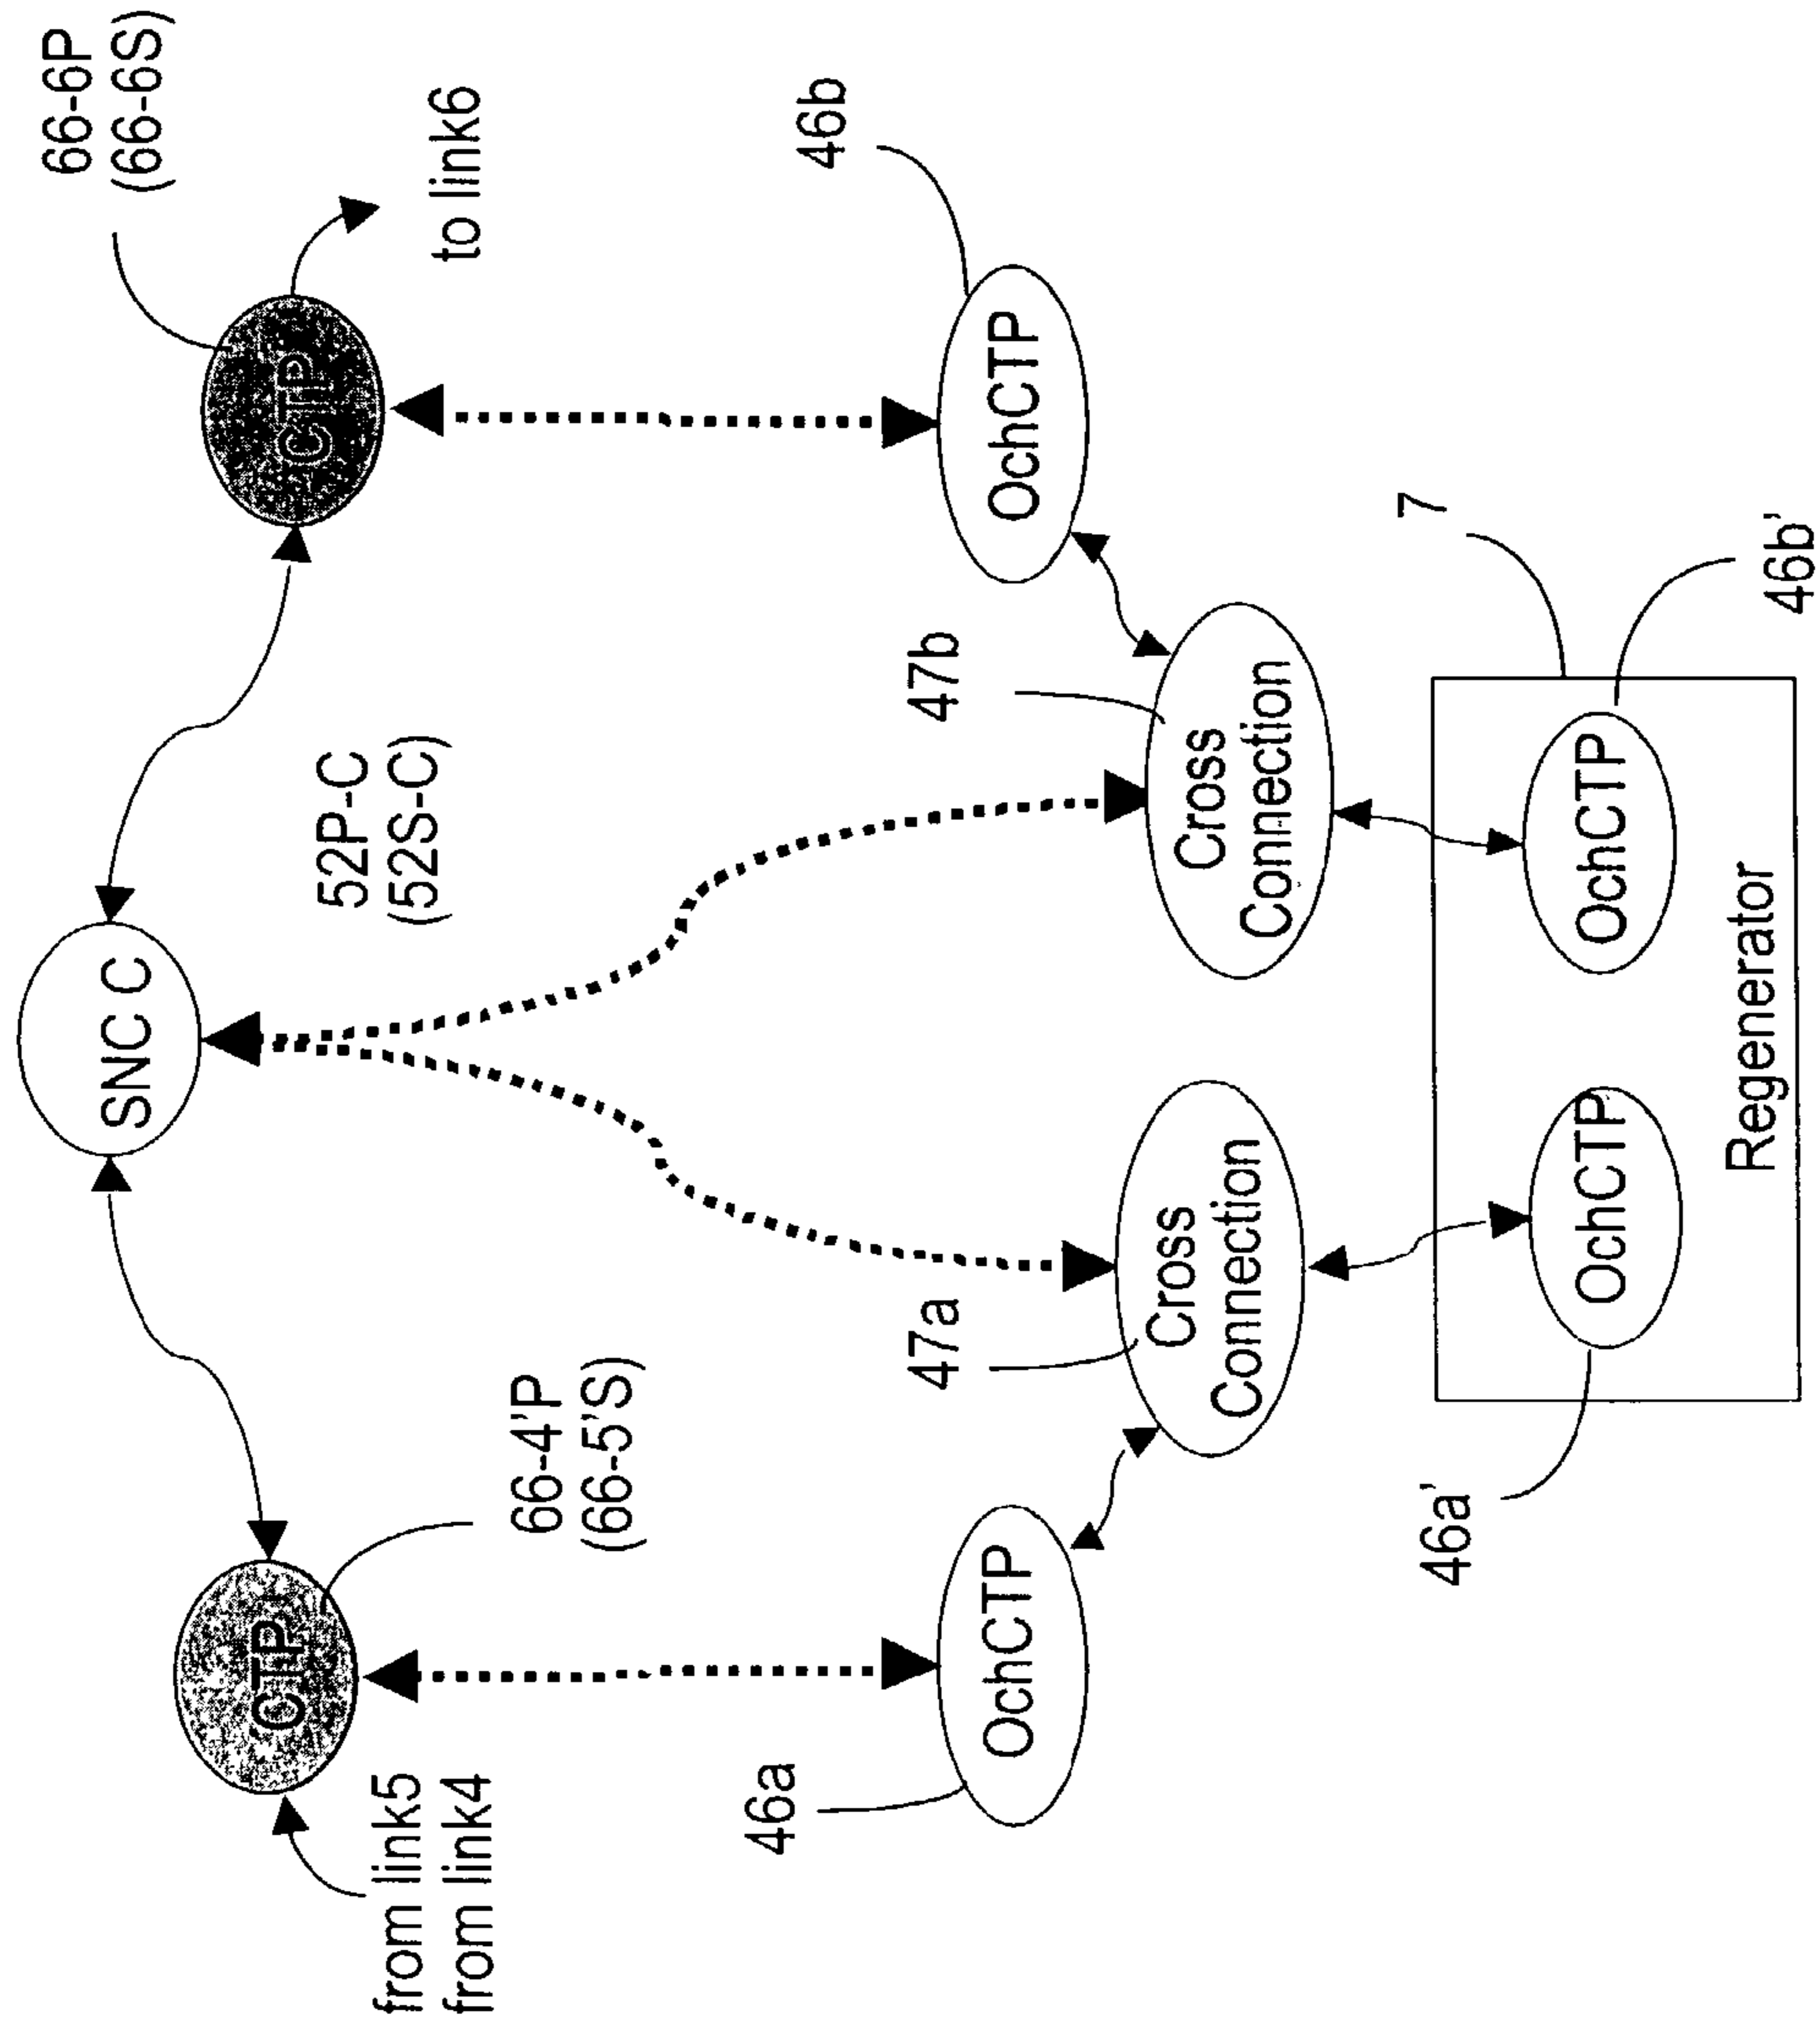 66-6P
(66-6S)
to link6
CTP
SNC C
52P-C
(52S-C)
CTP
66-4'P
(66-5'S)
from link5
from link4
46a
OchCTP
OchCTP
46b
47a
Cross
Connection
47b
Cross
Connection
7
46a'
OchCTP
OchCTP
46b'
Regenerator